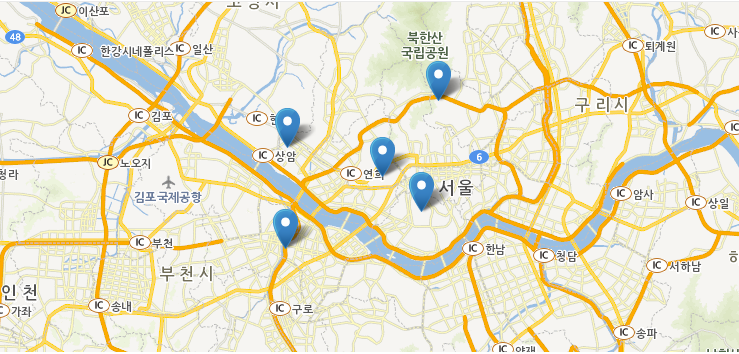 JC 이산포
고양시
48
IC 한강시네폴리스
IC 일산
북한산
국립공원
IC 퇴계원
IC
IC 김포
IC
구리시
IC
IC 상암
6
JC 노오지
청라
IC 연희
김포국제공항
서울
IC 암사
IC 상일
IC 부천
IC 한남
IC 청담
부천시
IC 서하남
인천
IC 가좌
IC 송내
IC 구로
IC 송파
IC 양재